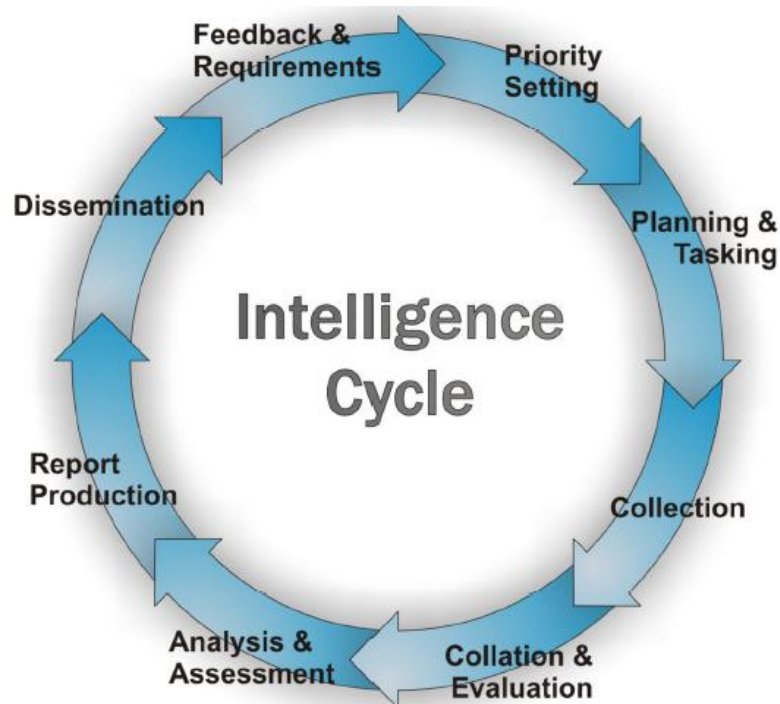 Feedback &
Requirements
Priority
Setting
Dissemination
Planning &
Tasking
Intelligence
Cycle
Report
Production
Collection
Analysis &
Assessment
Collation &
Evaluation